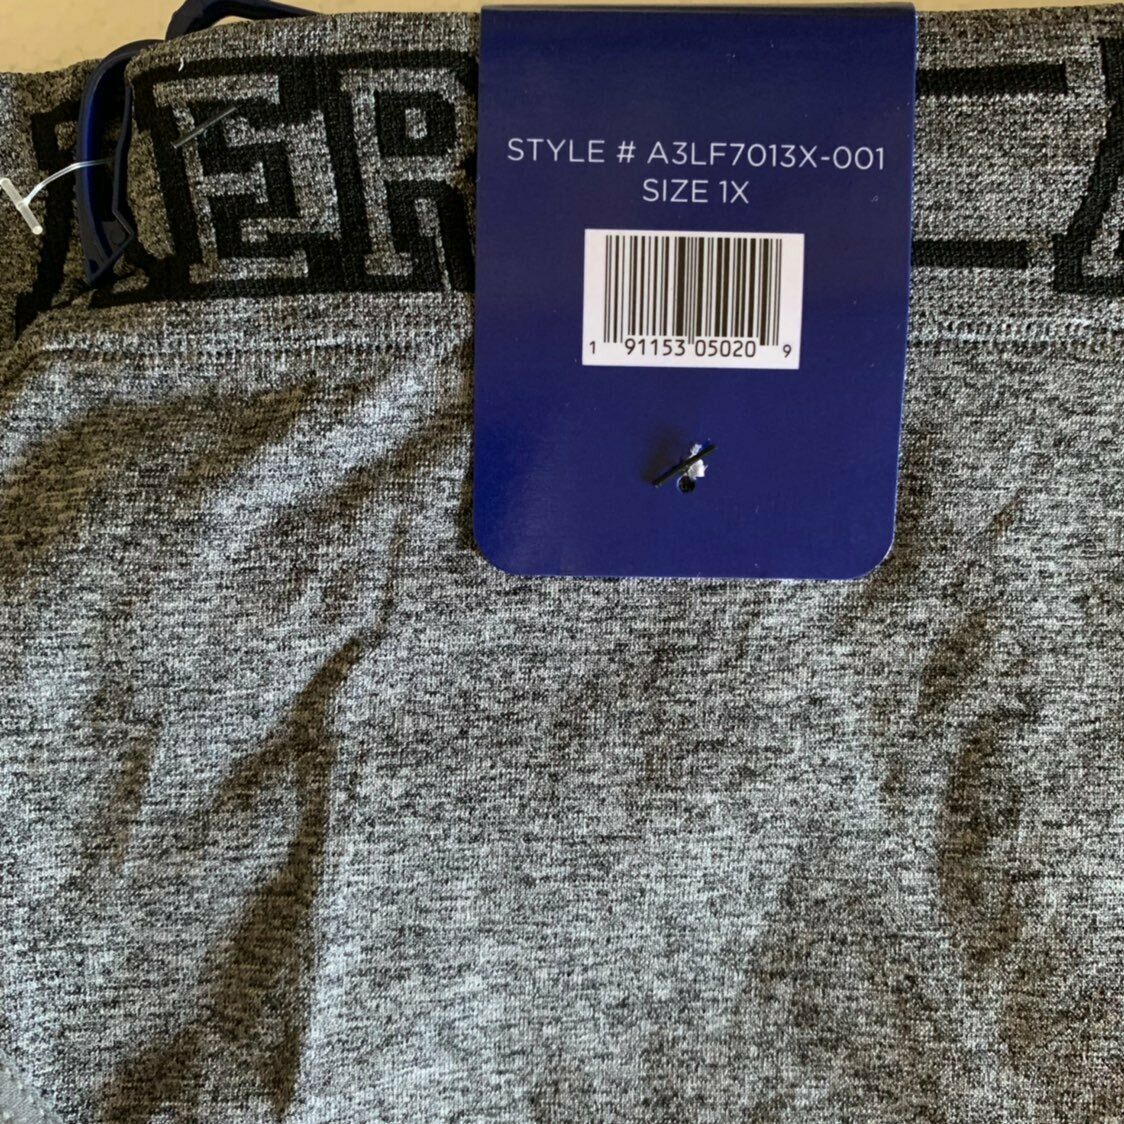 STYLE # A3LF7013X-001
SIZE 1X
1 91153 05020 9